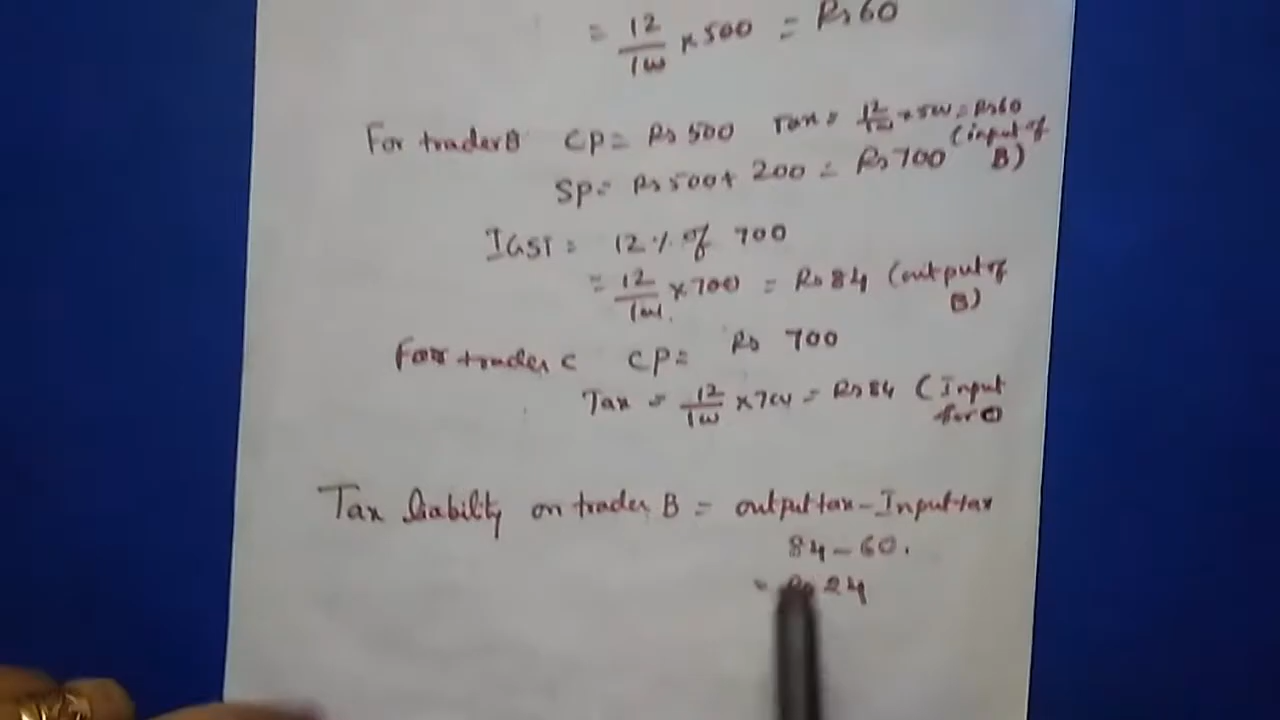 = 12/100 × 500 = Rs 60
For trader B CP = Rs 500 Tax = 12/100 × 500 = Rs 60 (input of B)
SP = Rs 500 + 200 = Rs 700
IGST = 12 % of 700
= 12/100 × 700 = Rs 84 (output of B)
For trader C CP = Rs 700
Tax = 12/100 × 700 = Rs 84 (Input for C)
Tax liability on trader B = output tax - Input tax
84 - 60.
= Rs 24